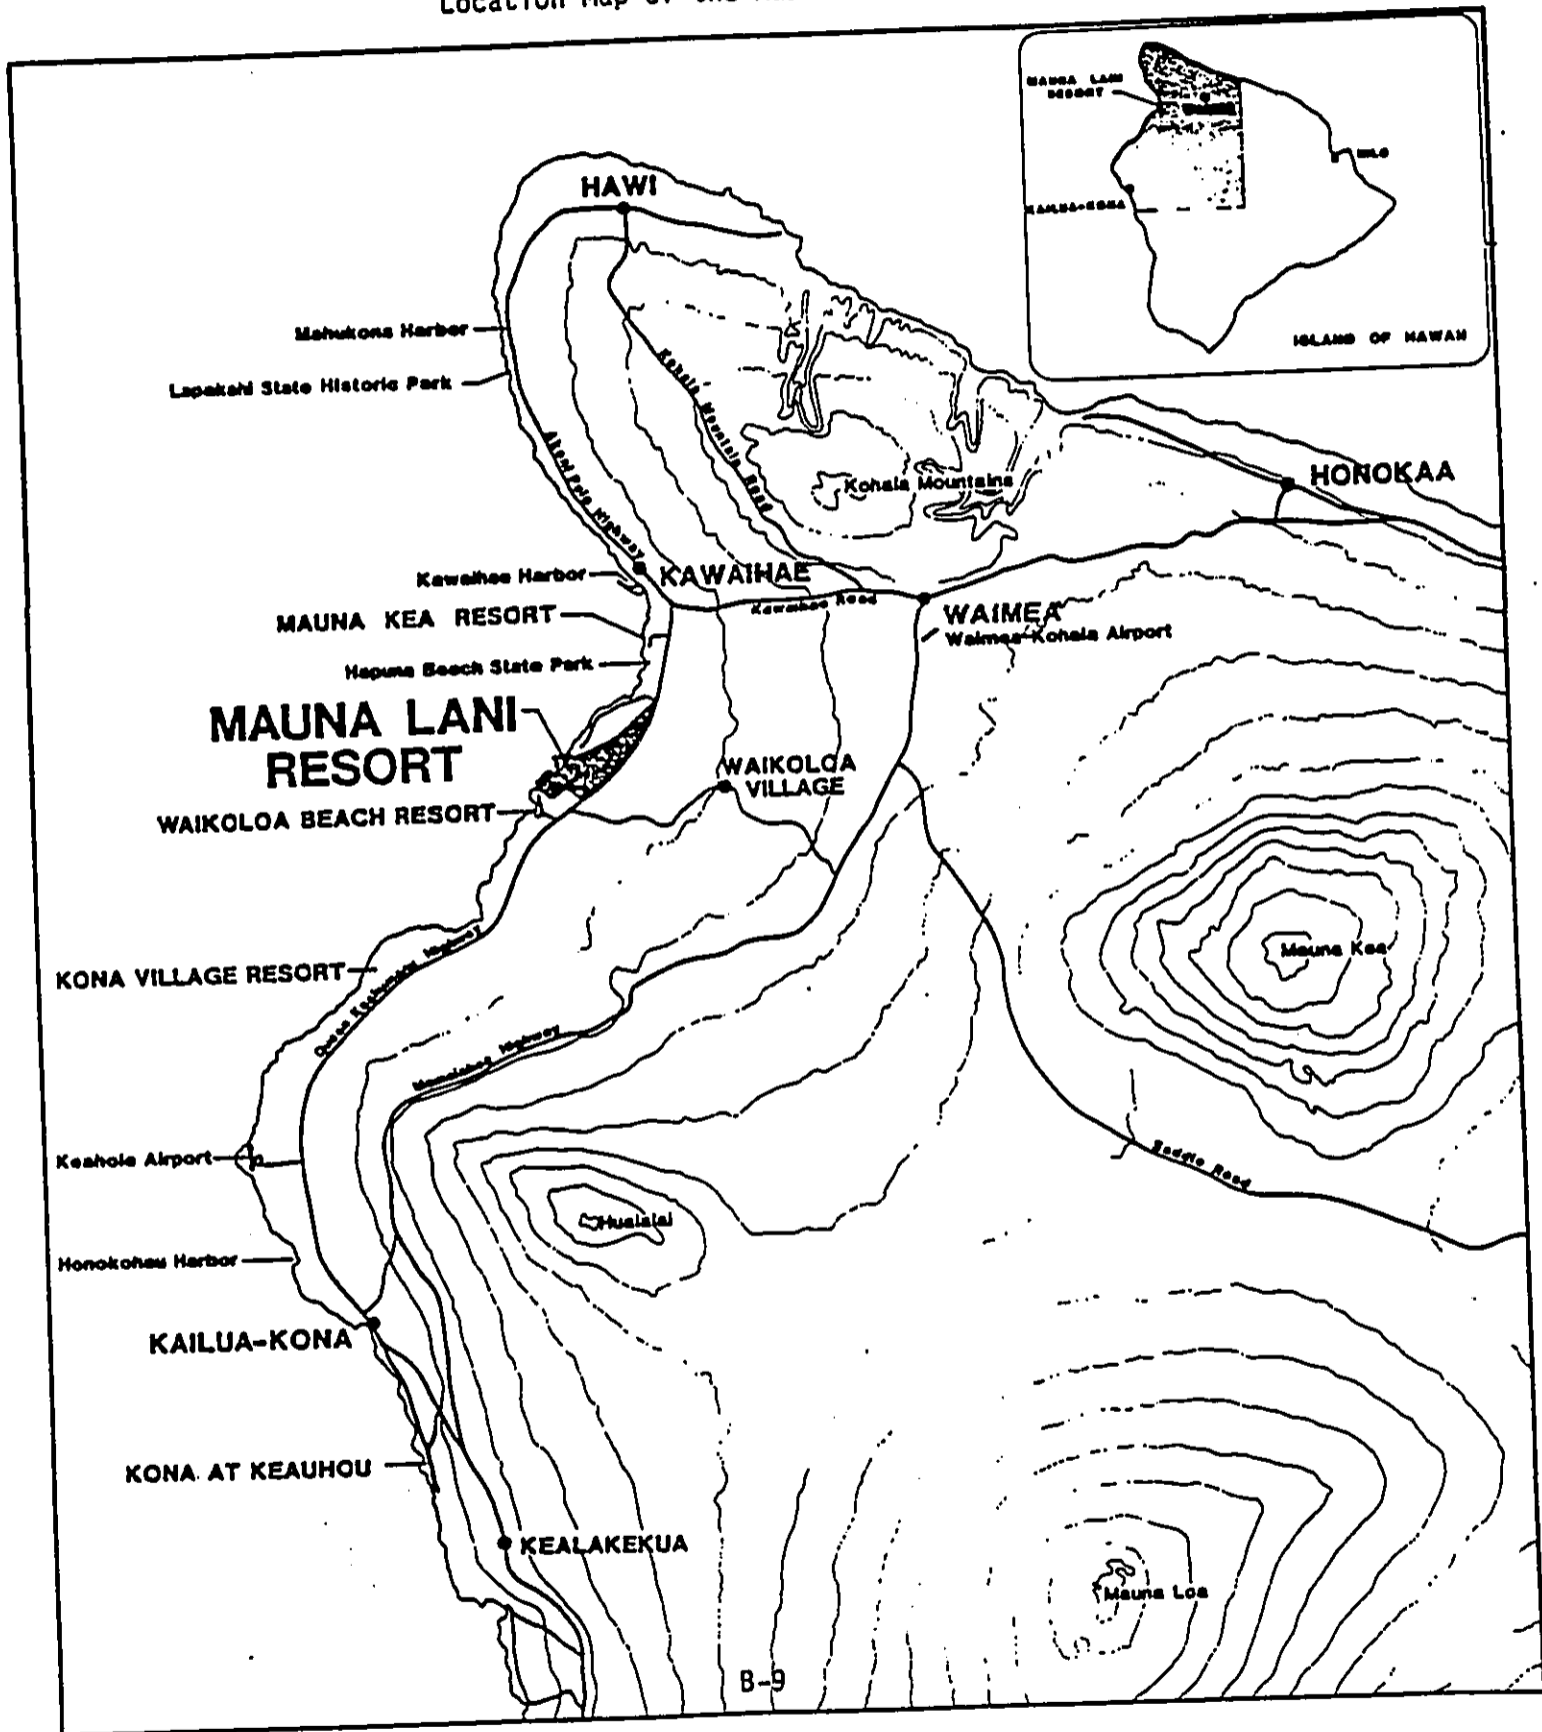 Location Map of the
MAUNA LANI
RESORT
HILO
KAILUA-KONA
ISLAND OF HAWAII
HAWI
Mahukona Harbor
Lapakahi State Historic Park
Akoni Pule Highway
Kohala Mountain Road
Kohala Mountains
HONOKAA
Kawaihae Harbor
KAWAIHAE
Kawaihae Road
MAUNA KEA RESORT
WAIMEA
Waimea-Kohala Airport
Hapuna Beach State Park
MAUNA LANI
RESORT
WAIKOLOA
VILLAGE
WAIKOLOA BEACH RESORT
Mauna Kea
KONA VILLAGE RESORT
Queen Kaahumanu Highway
Mamalahoa Highway
Keahole Airport
Saddle Road
Hualalai
Honokohau Harbor
KAILUA-KONA
KONA AT KEAUHOU
KEALAKEKUA
Mauna Loa
B-9